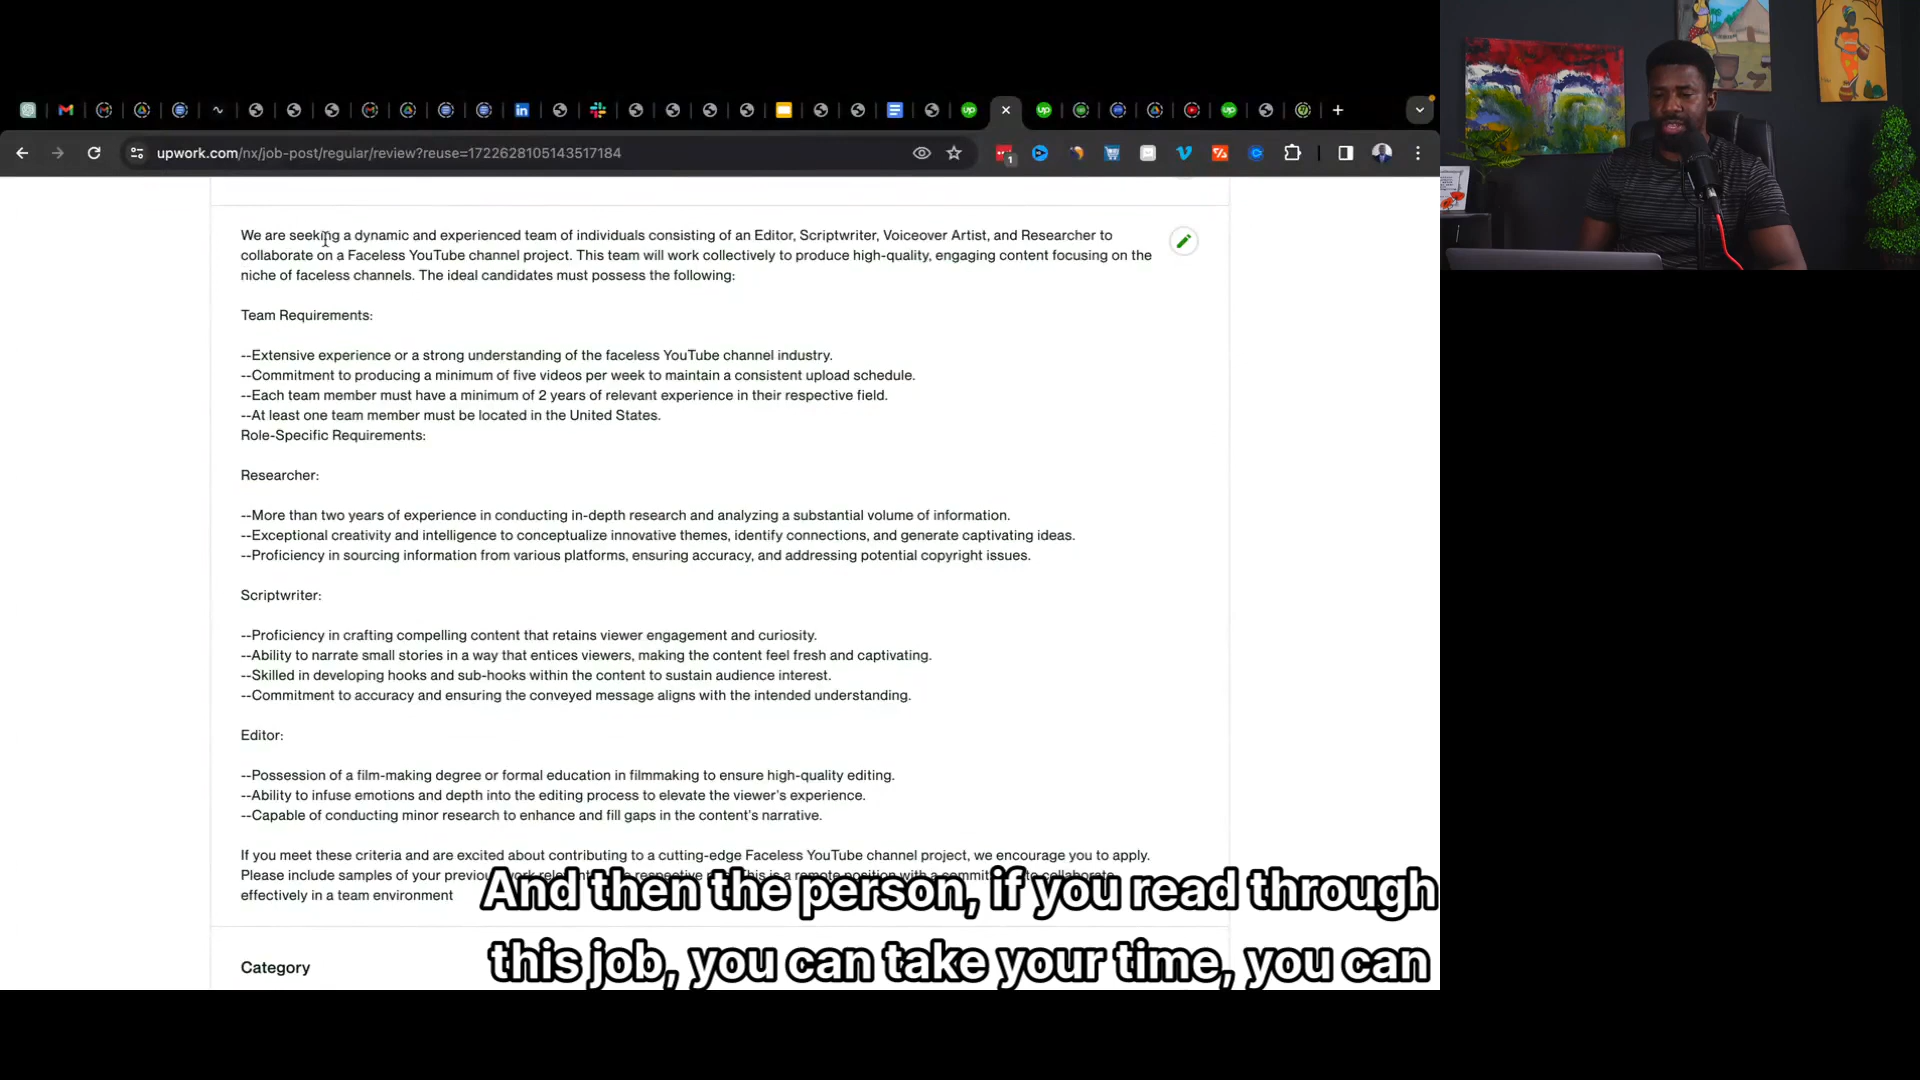 upwork.com/nx/job-post/regular/review?reuse=1722628105143517184
We are seeking a dynamic and experienced team of individuals consisting of an Editor, Scriptwriter, Voiceover Artist, and Researcher to
collaborate on a Faceless YouTube channel project. This team will work collectively to produce high-quality, engaging content focusing on the
niche of faceless channels. The ideal candidates must possess the following:
Team Requirements:
--Extensive experience or a strong understanding of the faceless YouTube channel industry.
--Commitment to producing a minimum of five videos per week to maintain a consistent upload schedule.
--Each team member must have a minimum of 2 years of relevant experience in their respective field.
--At least one team member must be located in the United States.
Role-Specific Requirements:
Researcher:
--More than two years of experience in conducting in-depth research and analyzing a substantial volume of information.
--Exceptional creativity and intelligence to conceptualize innovative themes, identify connections, and generate captivating ideas.
--Proficiency in sourcing information from various platforms, ensuring accuracy, and addressing potential copyright issues.
Scriptwriter:
--Proficiency in crafting compelling content that retains viewer engagement and curiosity.
--Ability to narrate small stories in a way that entices viewers, making the content feel fresh and captivating.
--Skilled in developing hooks and sub-hooks within the content to sustain audience interest.
--Commitment to accuracy and ensuring the conveyed message aligns with the intended understanding.
Editor:
--Possession of a film-making degree or formal education in filmmaking to ensure high-quality editing.
--Ability to infuse emotions and depth into the editing process to elevate the viewer's experience.
--Capable of conducting minor research to enhance and fill gaps in the content's narrative.
If you meet these criteria and are excited about contributing to a cutting-edge Faceless YouTube channel project, we encourage you to apply.
Please include samples of your
effectively in a team environment
And then the person, if you read through
this job, you can take your time, you can
Category